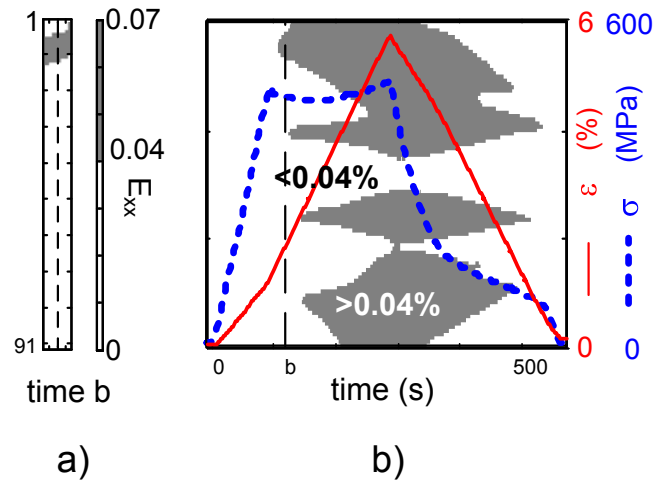 1
91
time b
a)
0.07
0.04
0
Exx
<0.04%
>0.04%
0
b
500
time (s)
b)
6
0
ε (%)
600
0
σ (MPa)